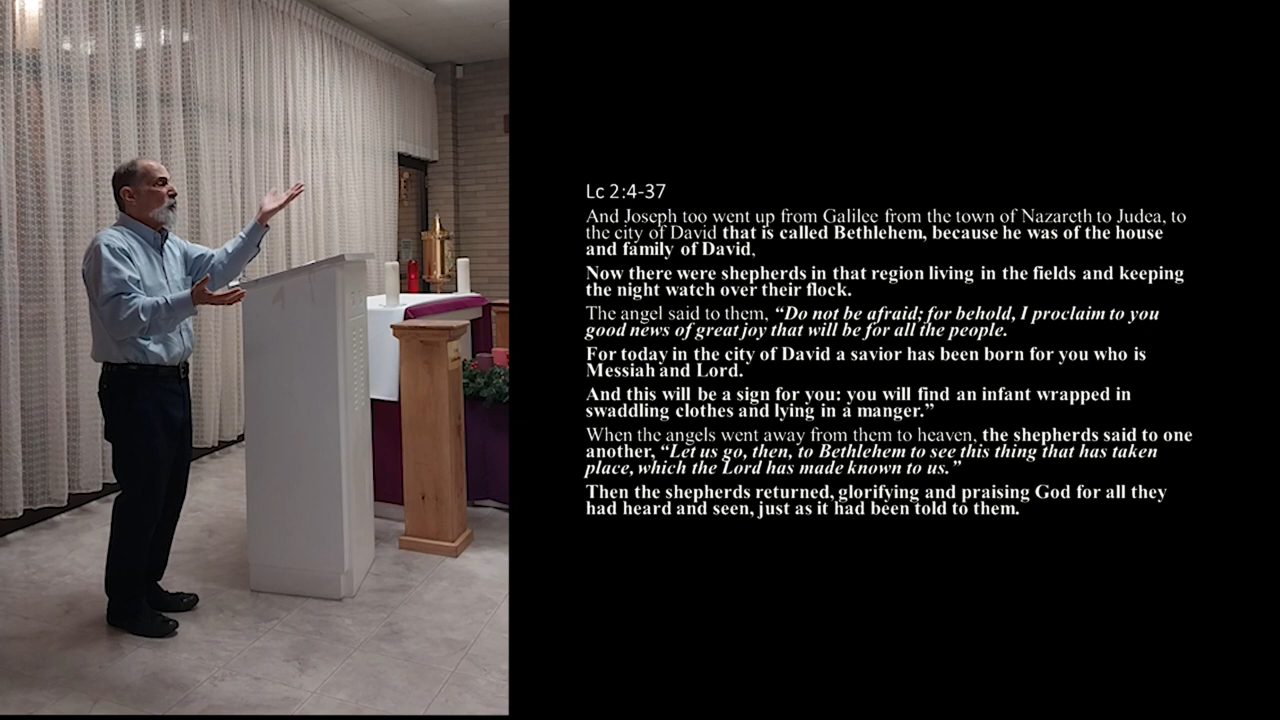 Lc 2:4-37
And Joseph too went up from Galilee from the town of Nazareth to Judea, to
the city of David that is called Bethlehem, because he was of the house
and family of David,
Now there were shepherds in that region living in the fields and keeping
the night watch over their flock.
The angel said to them, “Do not be afraid; for behold, I proclaim to you
good news of great joy that will be for all the people.
For today in the city of David a savior has been born for you who is
Messiah and Lord.
And this will be a sign for you: you will find an infant wrapped in
swaddling clothes and lying in a manger.”
When the angels went away from them to heaven, the shepherds said to one
another, “Let us go, then, to Bethlehem to see this thing that has taken
place, which the Lord has made known to us.”
Then the shepherds returned, glorifying and praising God for all they
had heard and seen, just as it had been told to them.